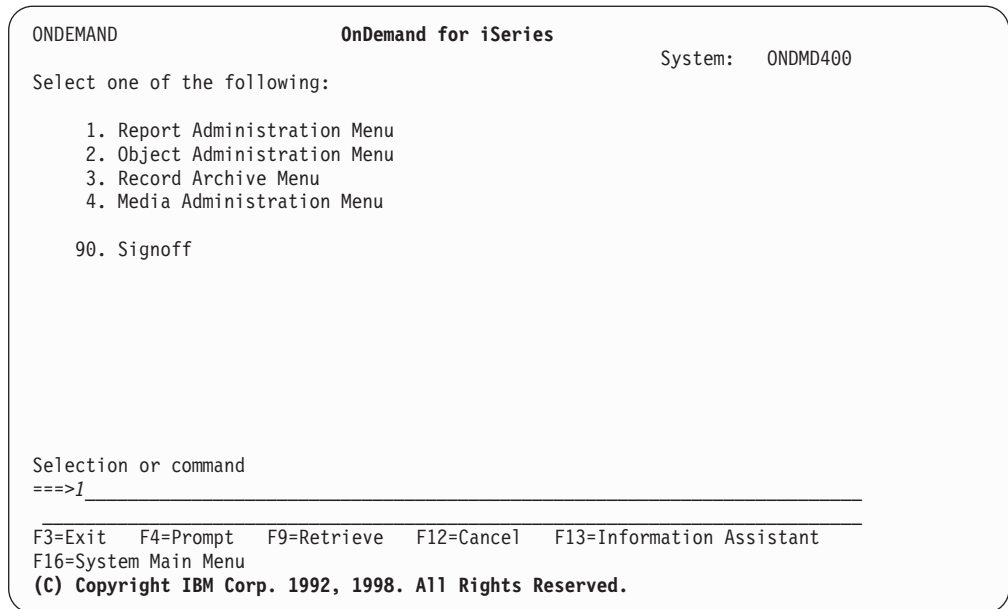 ONDEMAND OnDemand for iSeries
System: ONDMD400
Select one of the following:
1. Report Administration Menu
2. Object Administration Menu
3. Record Archive Menu
4. Media Administration Menu
90. Signoff
Selection or command
===>1
F3=Exit F4=Prompt F9=Retrieve F12=Cancel F13=Information Assistant
F16=System Main Menu
(C) Copyright IBM Corp. 1992, 1998. All Rights Reserved.